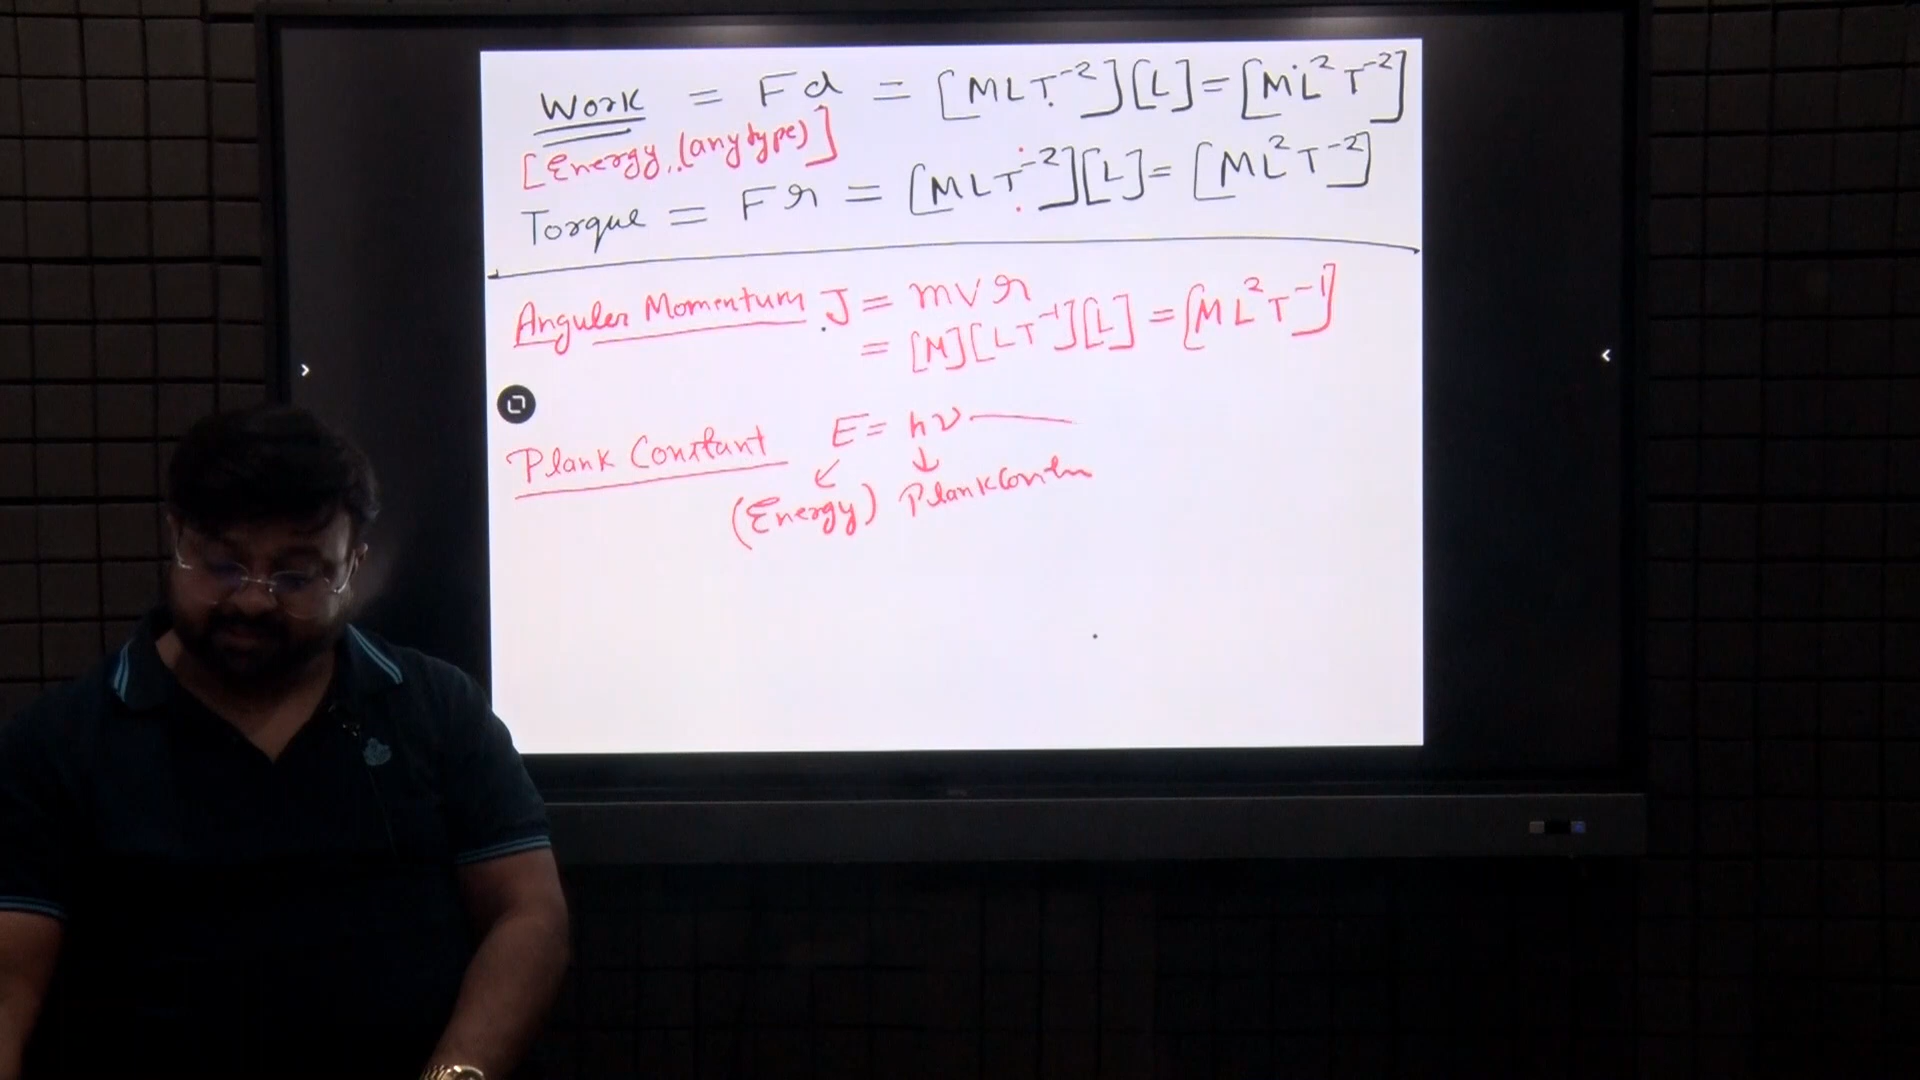 Work = Fd = [MLT⁻²][L] = [ML²T⁻²]
[Energy, (any type)]
Torque = Fr = [MLT⁻²][L] = [ML²T⁻²]
Anguler Momentum J = mvr
= [M][LT⁻¹][L] = [ML²T⁻¹]
Plank Constant E = hν
(Energy) Plank